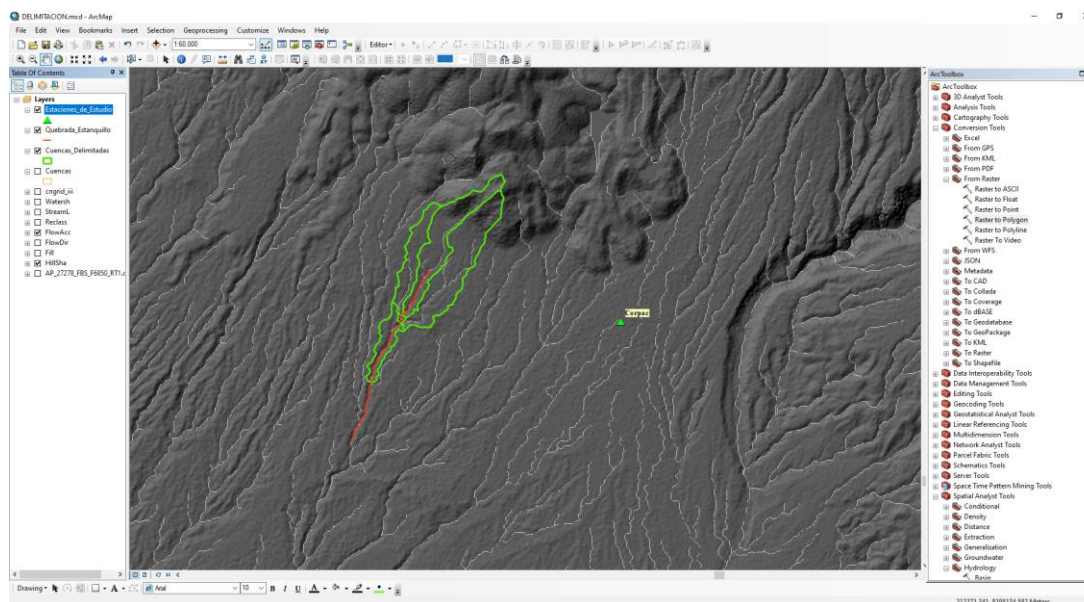 DELIMITACION.mxd - ArcMap
File Edit View Bookmarks Insert Selection Geoprocessing Customize Windows Help
1:60.000
Editor
Table Of Contents
Layers
Estaciones_de_Estudio
Quebrada_Estanquillo
Cuencas_Delimitadas
Cuencas
cngrid_iii
Watersh
StreamL
Reclass
FlowAcc
FlowDir
Fill
HillSha
AP_27278_FBS_F6850_RT1.c
Corpac
ArcToolbox
ArcToolbox
3D Analyst Tools
Analysis Tools
Cartography Tools
Conversion Tools
Excel
From GPS
From KML
From PDF
From Raster
Raster to ASCII
Raster to Float
Raster to Point
Raster to Polygon
Raster to Polyline
Raster To Video
From WFS
JSON
Metadata
To CAD
To Collada
To Coverage
To dBASE
To Geodatabase
To GeoPackage
To KML
To Raster
To Shapefile
Data Interoperability Tools
Data Management Tools
Editing Tools
Geocoding Tools
Geostatistical Analyst Tools
Linear Referencing Tools
Multidimension Tools
Network Analyst Tools
Parcel Fabric Tools
Schematics Tools
Server Tools
Space Time Pattern Mining Tools
Spatial Analyst Tools
Conditional
Density
Distance
Extraction
Generalization
Groundwater
Hydrology
Basin
Drawing
Arial
10
B I U A